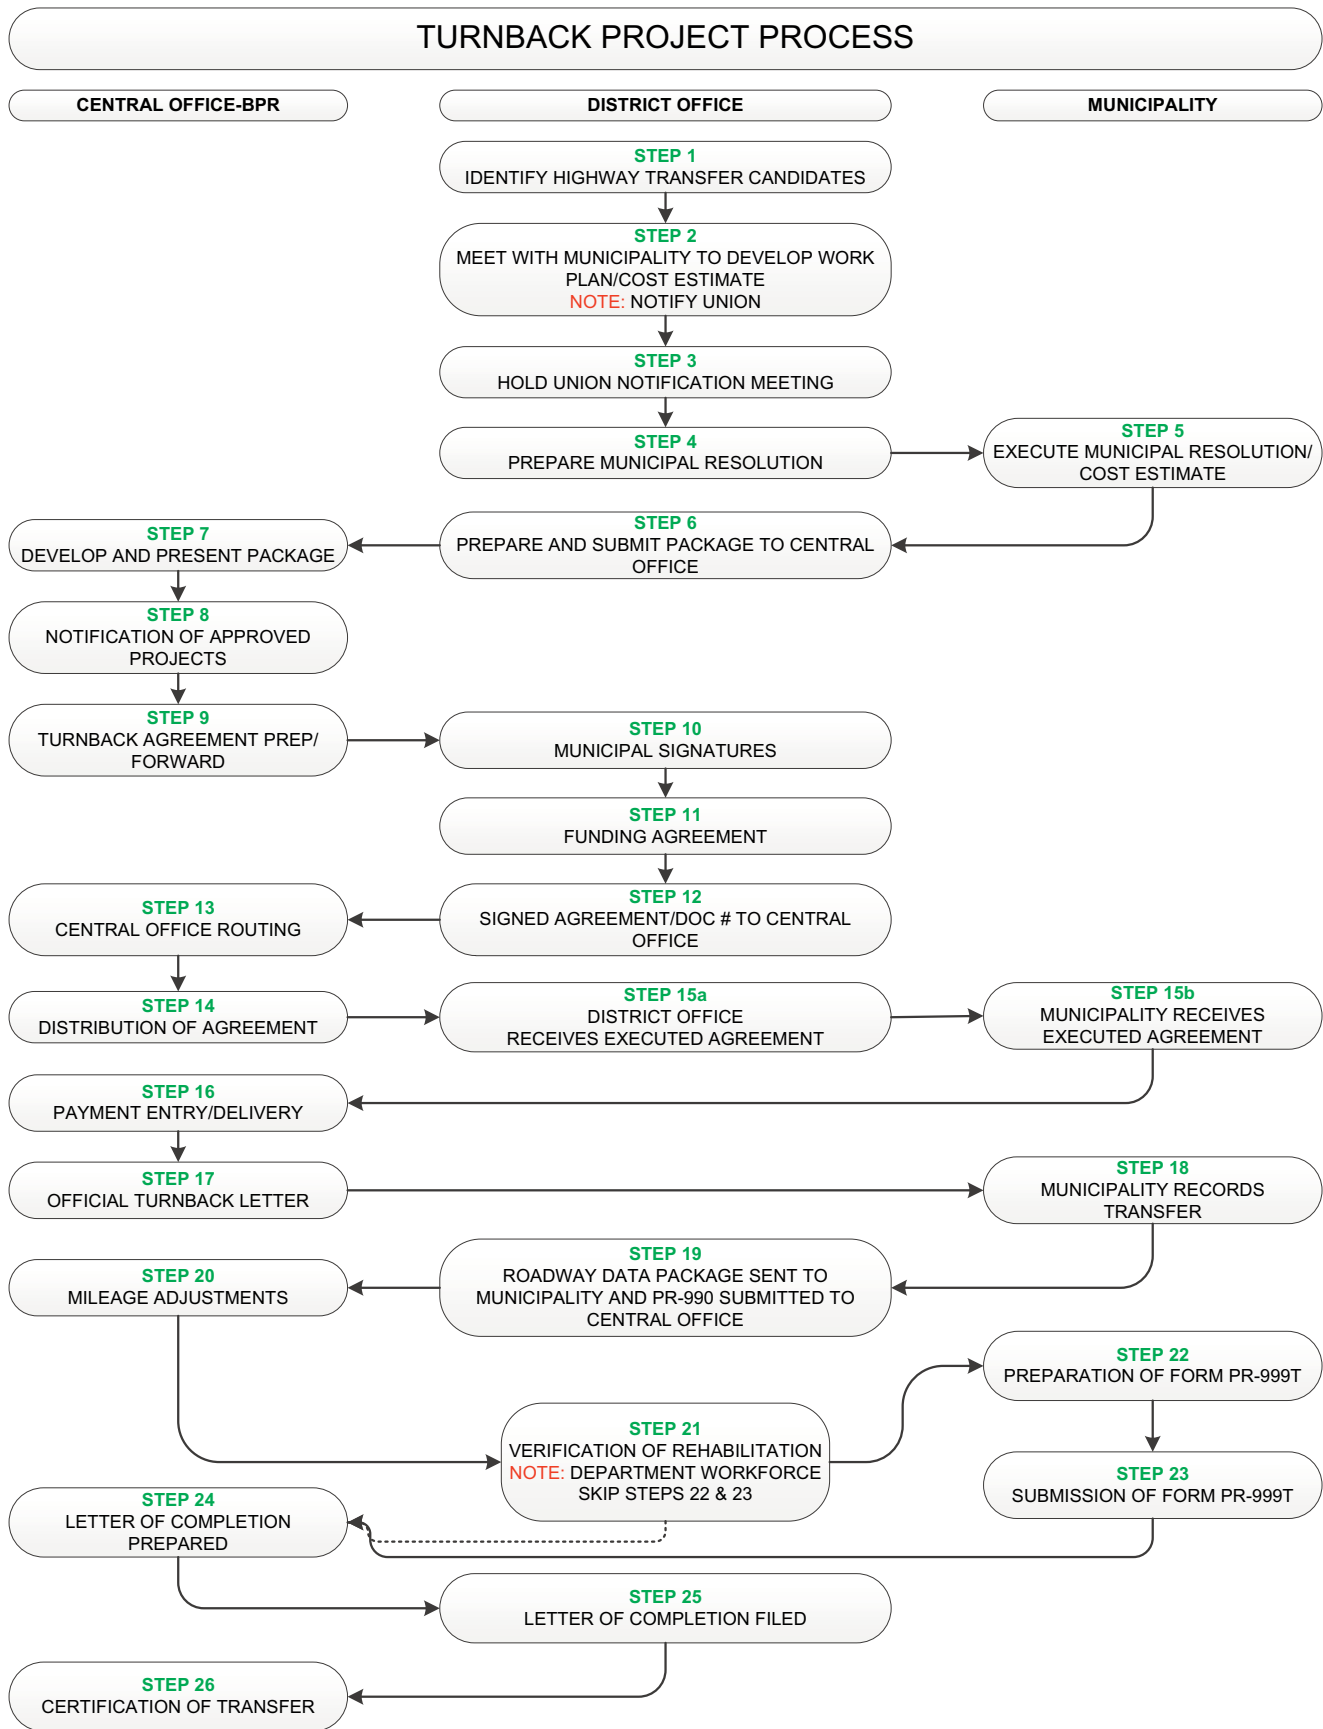 TURNBACK PROJECT PROCESS
CENTRAL OFFICE-BPR
DISTRICT OFFICE
MUNICIPALITY
STEP 1
IDENTIFY HIGHWAY TRANSFER CANDIDATES
STEP 2
MEET WITH MUNICIPALITY TO DEVELOP WORK
PLAN/COST ESTIMATE
NOTE: NOTIFY UNION
STEP 3
HOLD UNION NOTIFICATION MEETING
STEP 4
PREPARE MUNICIPAL RESOLUTION
STEP 5
EXECUTE MUNICIPAL RESOLUTION/
COST ESTIMATE
STEP 6
PREPARE AND SUBMIT PACKAGE TO CENTRAL
OFFICE
STEP 7
DEVELOP AND PRESENT PACKAGE
STEP 8
NOTIFICATION OF APPROVED
PROJECTS
STEP 9
TURNBACK AGREEMENT PREP/
FORWARD
STEP 10
MUNICIPAL SIGNATURES
STEP 11
FUNDING AGREEMENT
STEP 12
SIGNED AGREEMENT/DOC # TO CENTRAL
OFFICE
STEP 13
CENTRAL OFFICE ROUTING
STEP 14
DISTRIBUTION OF AGREEMENT
STEP 15a
DISTRICT OFFICE
RECEIVES EXECUTED AGREEMENT
STEP 15b
MUNICIPALITY RECEIVES
EXECUTED AGREEMENT
STEP 16
PAYMENT ENTRY/DELIVERY
STEP 17
OFFICIAL TURNBACK LETTER
STEP 18
MUNICIPALITY RECORDS
TRANSFER
STEP 19
ROADWAY DATA PACKAGE SENT TO
MUNICIPALITY AND PR-990 SUBMITTED TO
CENTRAL OFFICE
STEP 20
MILEAGE ADJUSTMENTS
STEP 21
VERIFICATION OF REHABILITATION
NOTE: DEPARTMENT WORKFORCE
SKIP STEPS 22 & 23
STEP 22
PREPARATION OF FORM PR-999T
STEP 23
SUBMISSION OF FORM PR-999T
STEP 24
LETTER OF COMPLETION
PREPARED
STEP 25
LETTER OF COMPLETION FILED
STEP 26
CERTIFICATION OF TRANSFER